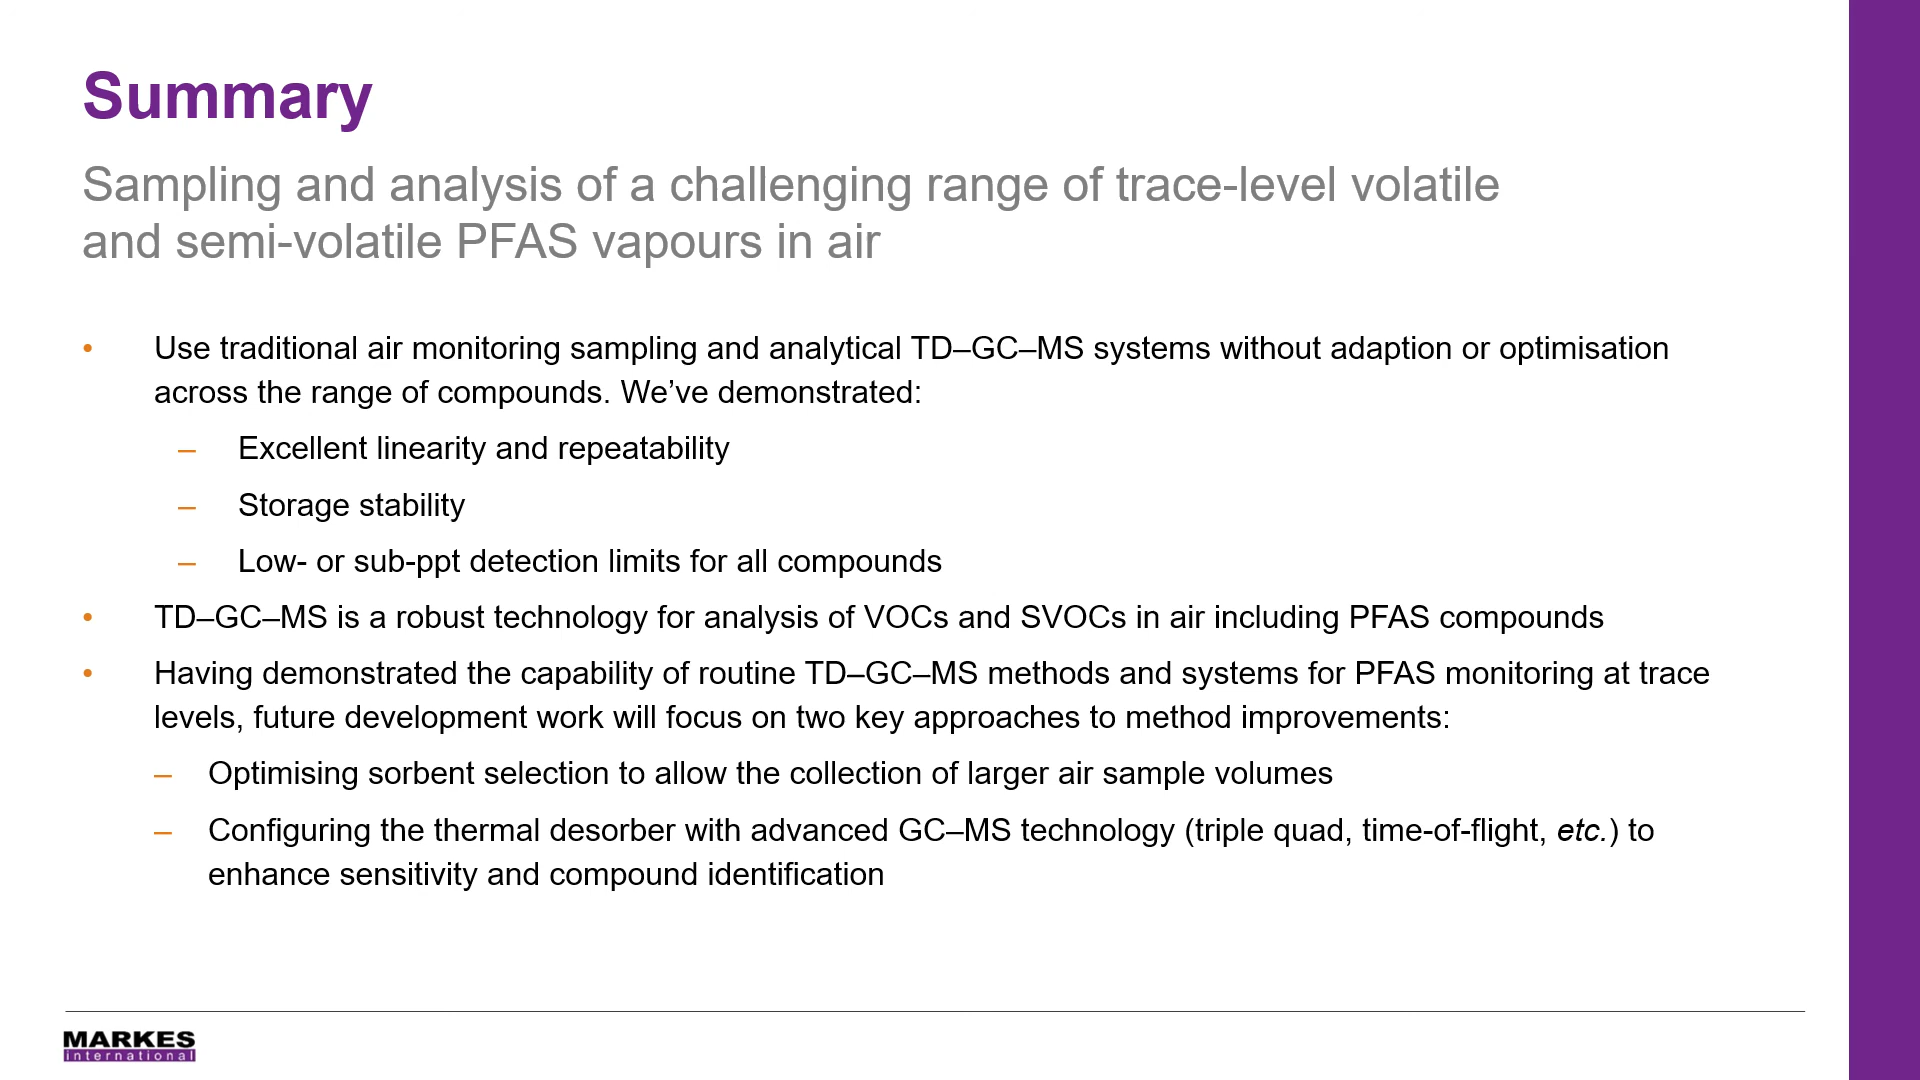 Summary
Sampling and analysis of a challenging range of trace-level volatile
and semi-volatile PFAS vapours in air
• Use traditional air monitoring sampling and analytical TD–GC–MS systems without adaption or optimisation
across the range of compounds. We’ve demonstrated:
– Excellent linearity and repeatability
– Storage stability
– Low- or sub-ppt detection limits for all compounds
• TD–GC–MS is a robust technology for analysis of VOCs and SVOCs in air including PFAS compounds
• Having demonstrated the capability of routine TD–GC–MS methods and systems for PFAS monitoring at trace
levels, future development work will focus on two key approaches to method improvements:
– Optimising sorbent selection to allow the collection of larger air sample volumes
– Configuring the thermal desorber with advanced GC–MS technology (triple quad, time-of-flight, etc.) to
enhance sensitivity and compound identification
MARKES
international